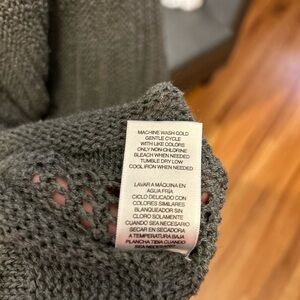 MACHINE WASH COLD
GENTLE CYCLE
WITH LIKE COLORS
ONLY NON-CHLORINE
BLEACH WHEN NEEDED
TUMBLE DRY LOW
COOL IRON WHEN NEEDED
LAVAR A MÁQUINA EN
AGUA FRÍA
CICLO DELICADO CON
COLORES SIMILARES
BLANQUEADOR SIN
CLORO SOLAMENTE
CUANDO SEA NECESARIO
SECAR EN SECADORA
A TEMPERATURA BAJA
PLANCHA TIBIA CUANDO
SEA NECESARIO